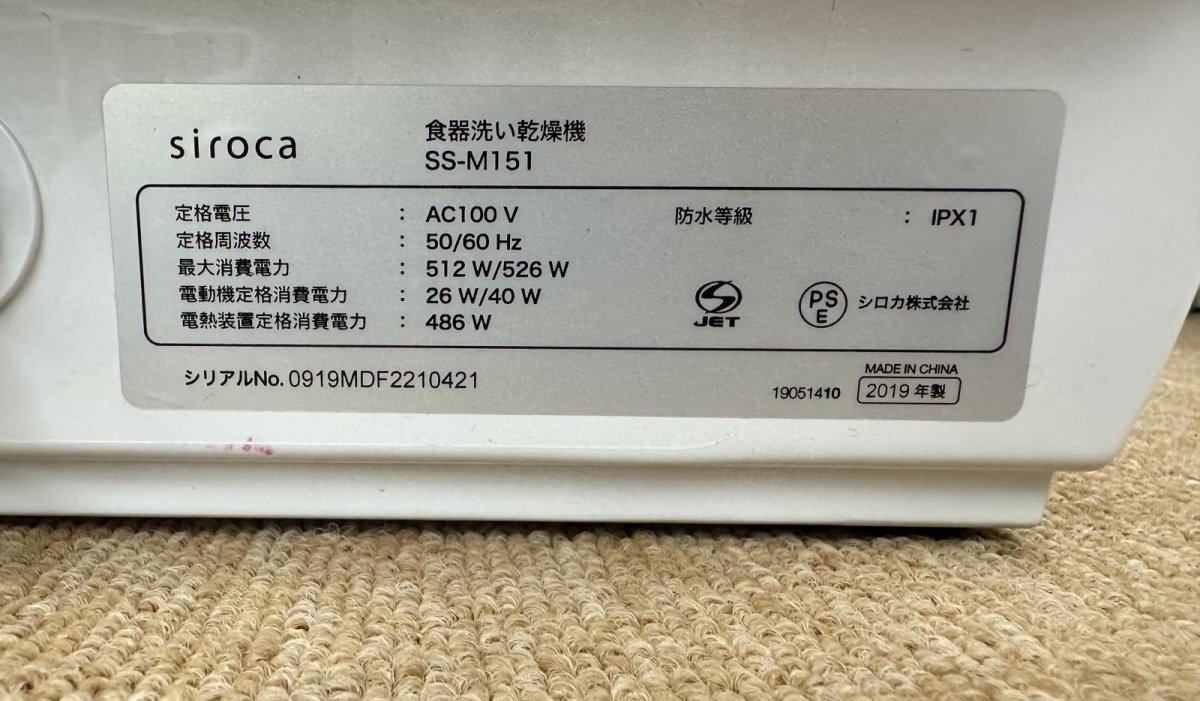 siroca
食器洗い乾燥機
SS-M151
定格電圧 : AC100 V
定格周波数 : 50/60 Hz
最大消費電力 : 512 W/526 W
電動機定格消費電力 : 26 W/40 W
電熱装置定格消費電力 : 486 W
防水等級 : IPX1
JET
PS
E
シロカ株式会社
シリアルNo. 0919MDF2210421
19051410
MADE IN CHINA
2019 年製